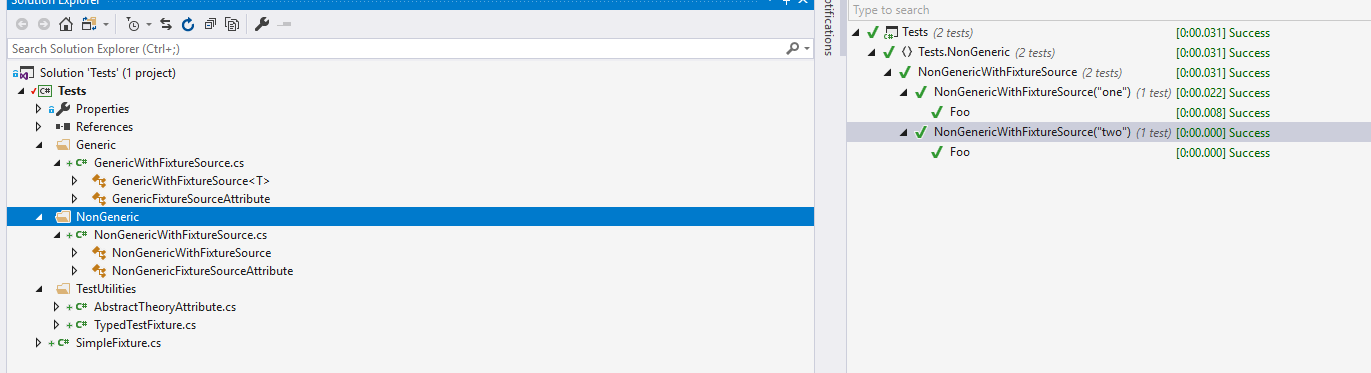 Solution Explorer
Search Solution Explorer (Ctrl+;)
Solution 'Tests' (1 project)
Tests
Properties
References
Generic
C# GenericWithFixtureSource.cs
GenericWithFixtureSource<T>
GenericFixtureSourceAttribute
NonGeneric
C# NonGenericWithFixtureSource.cs
NonGenericWithFixtureSource
NonGenericFixtureSourceAttribute
TestUtilities
C# AbstractTheoryAttribute.cs
C# TypedTestFixture.cs
C# SimpleFixture.cs
Type to search
Tests (2 tests) [0:00.031] Success
Tests.NonGeneric (2 tests) [0:00.031] Success
NonGenericWithFixtureSource (2 tests) [0:00.031] Success
NonGenericWithFixtureSource("one") (1 test) [0:00.022] Success
Foo [0:00.008] Success
NonGenericWithFixtureSource("two") (1 test) [0:00.000] Success
Foo [0:00.000] Success